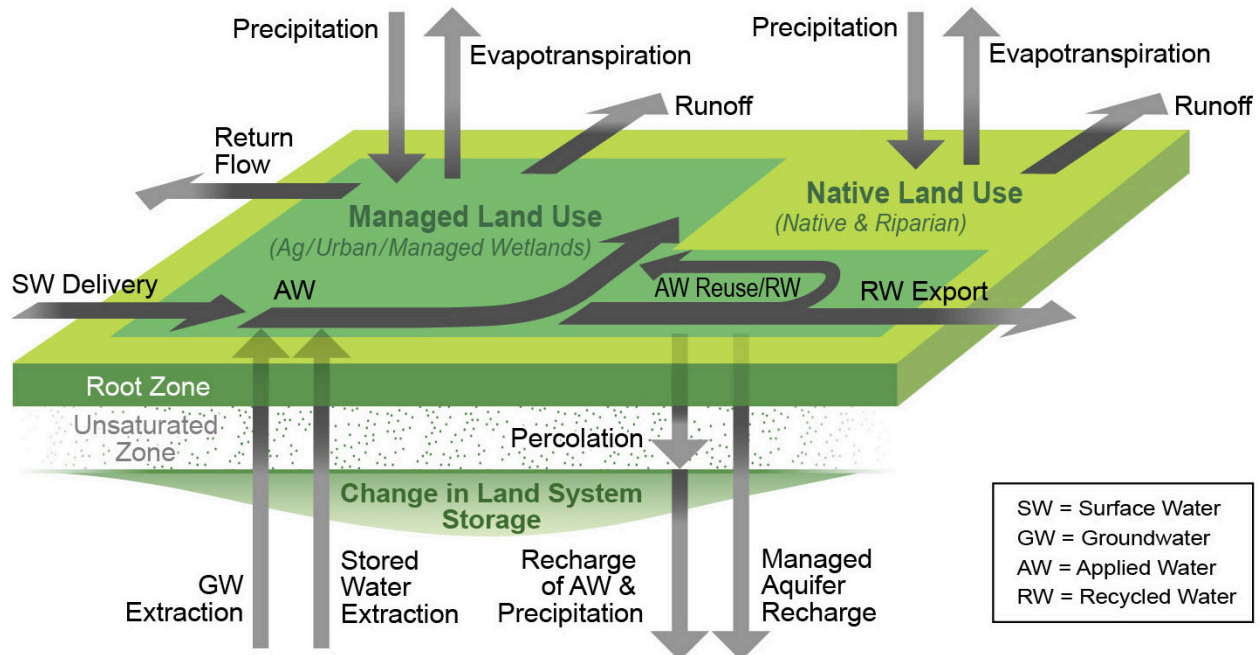 Precipitation
Evapotranspiration
Runoff
Precipitation
Evapotranspiration
Runoff
Return
Flow
Managed Land Use
(Ag/Urban/Managed Wetlands)
Native Land Use
(Native & Riparian)
SW Delivery
AW
AW Reuse/RW
RW Export
Root Zone
Unsaturated
Zone
Percolation
Change in Land System
Storage
GW
Extraction
Stored
Water
Extraction
Recharge
of AW &
Precipitation
Managed
Aquifer
Recharge
SW = Surface Water
GW = Groundwater
AW = Applied Water
RW = Recycled Water